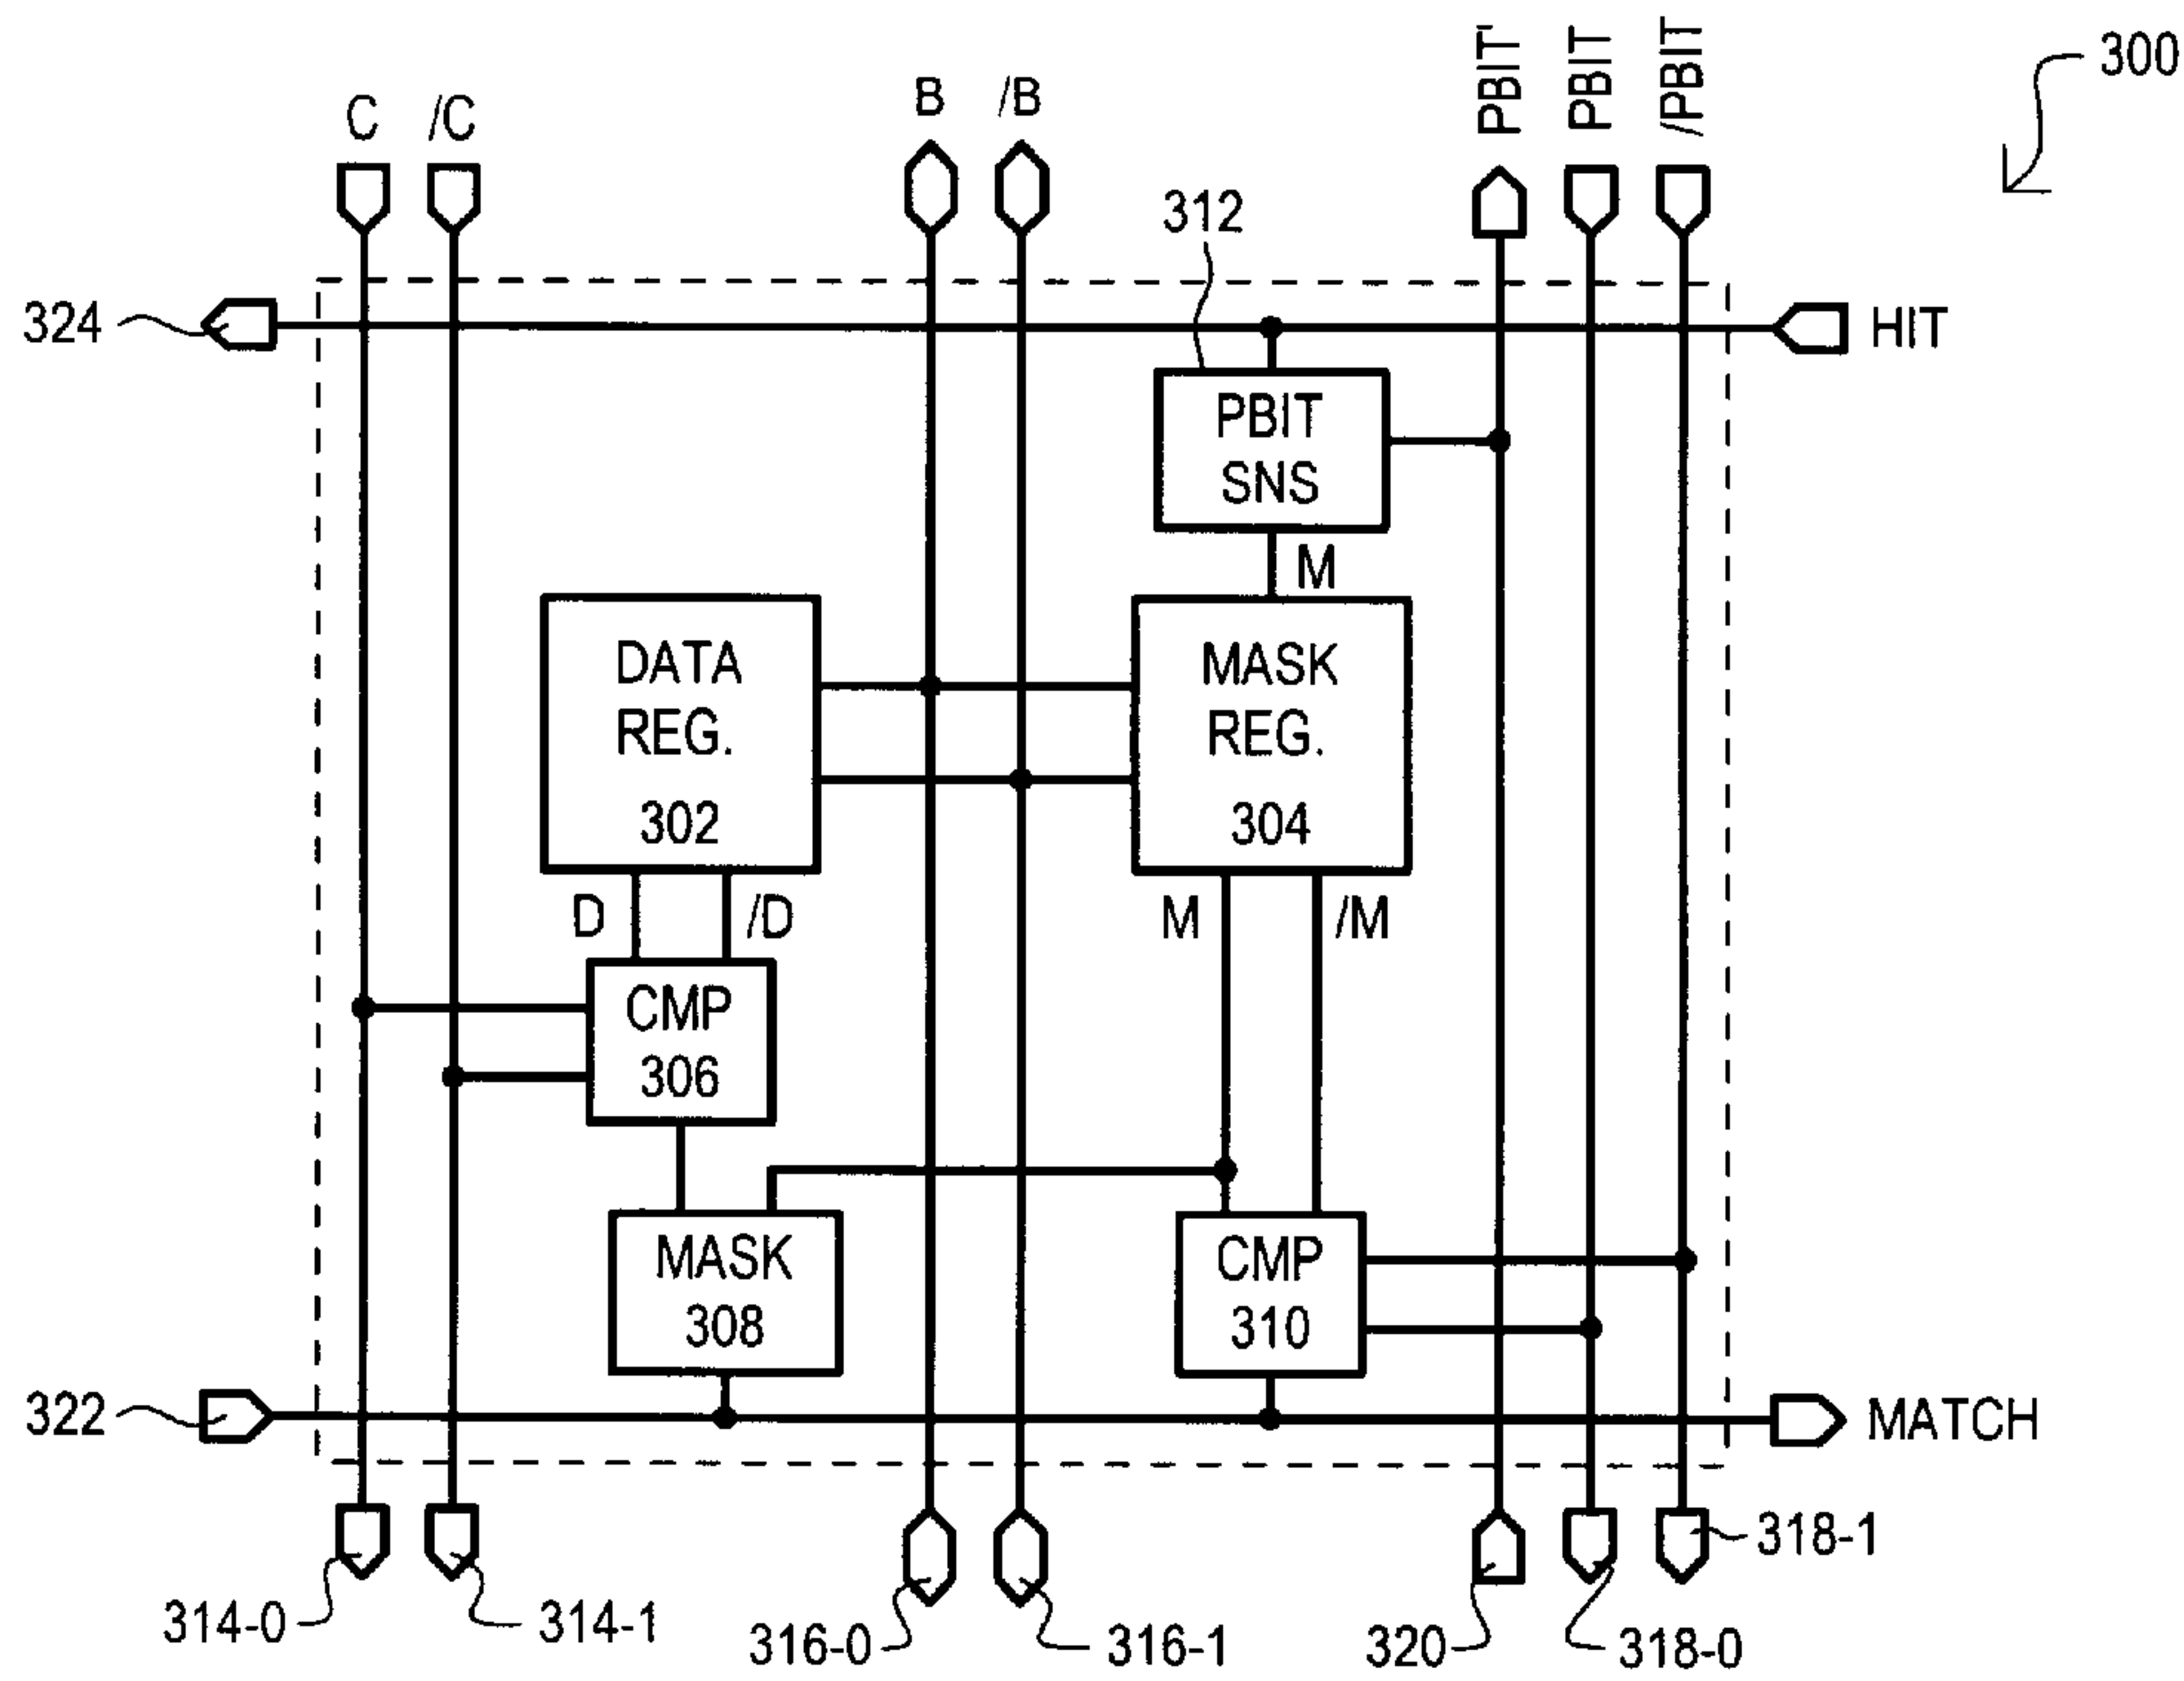 C
/C
B
/B
PBIT
PBIT
/PBIT
300
312
324
HIT
PBIT
SNS
M
DATA
REG.
302
MASK
REG.
304
D
/D
M
/M
CMP
306
MASK
308
CMP
310
322
MATCH
314-0
314-1
316-0
316-1
320
318-0
318-1